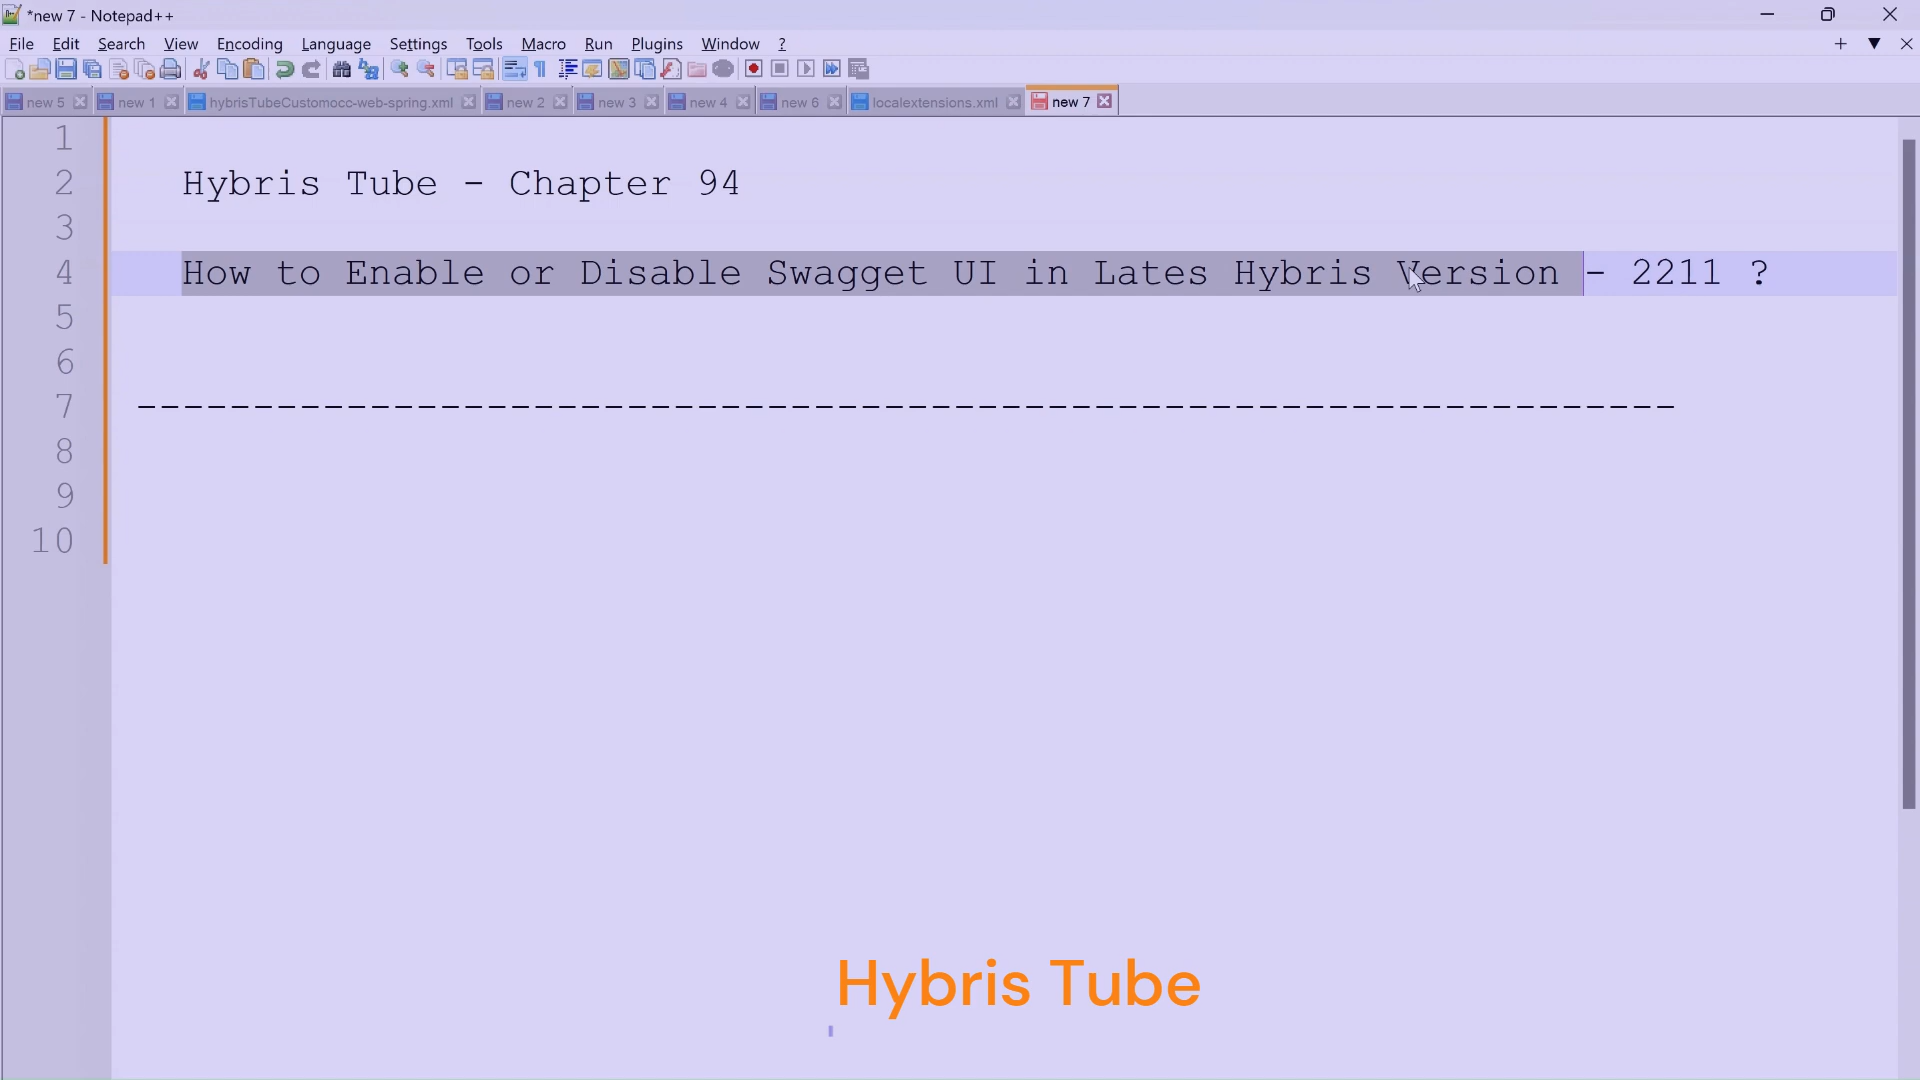 *new 7 - Notepad++
File Edit Search View Encoding Language Settings Tools Macro Run Plugins Window ?
new 5 new 1 hybrisTubeCustomocc-web-spring.xml new 2 new 3 new 4 new 6 localextensions.xml new 7
1
2 Hybris Tube - Chapter 94
3
4 How to Enable or Disable Swagget UI in Lates Hybris Version - 2211 ?
5
6
7 -----------------------------------------------------------------
8
9
10
Hybris Tube